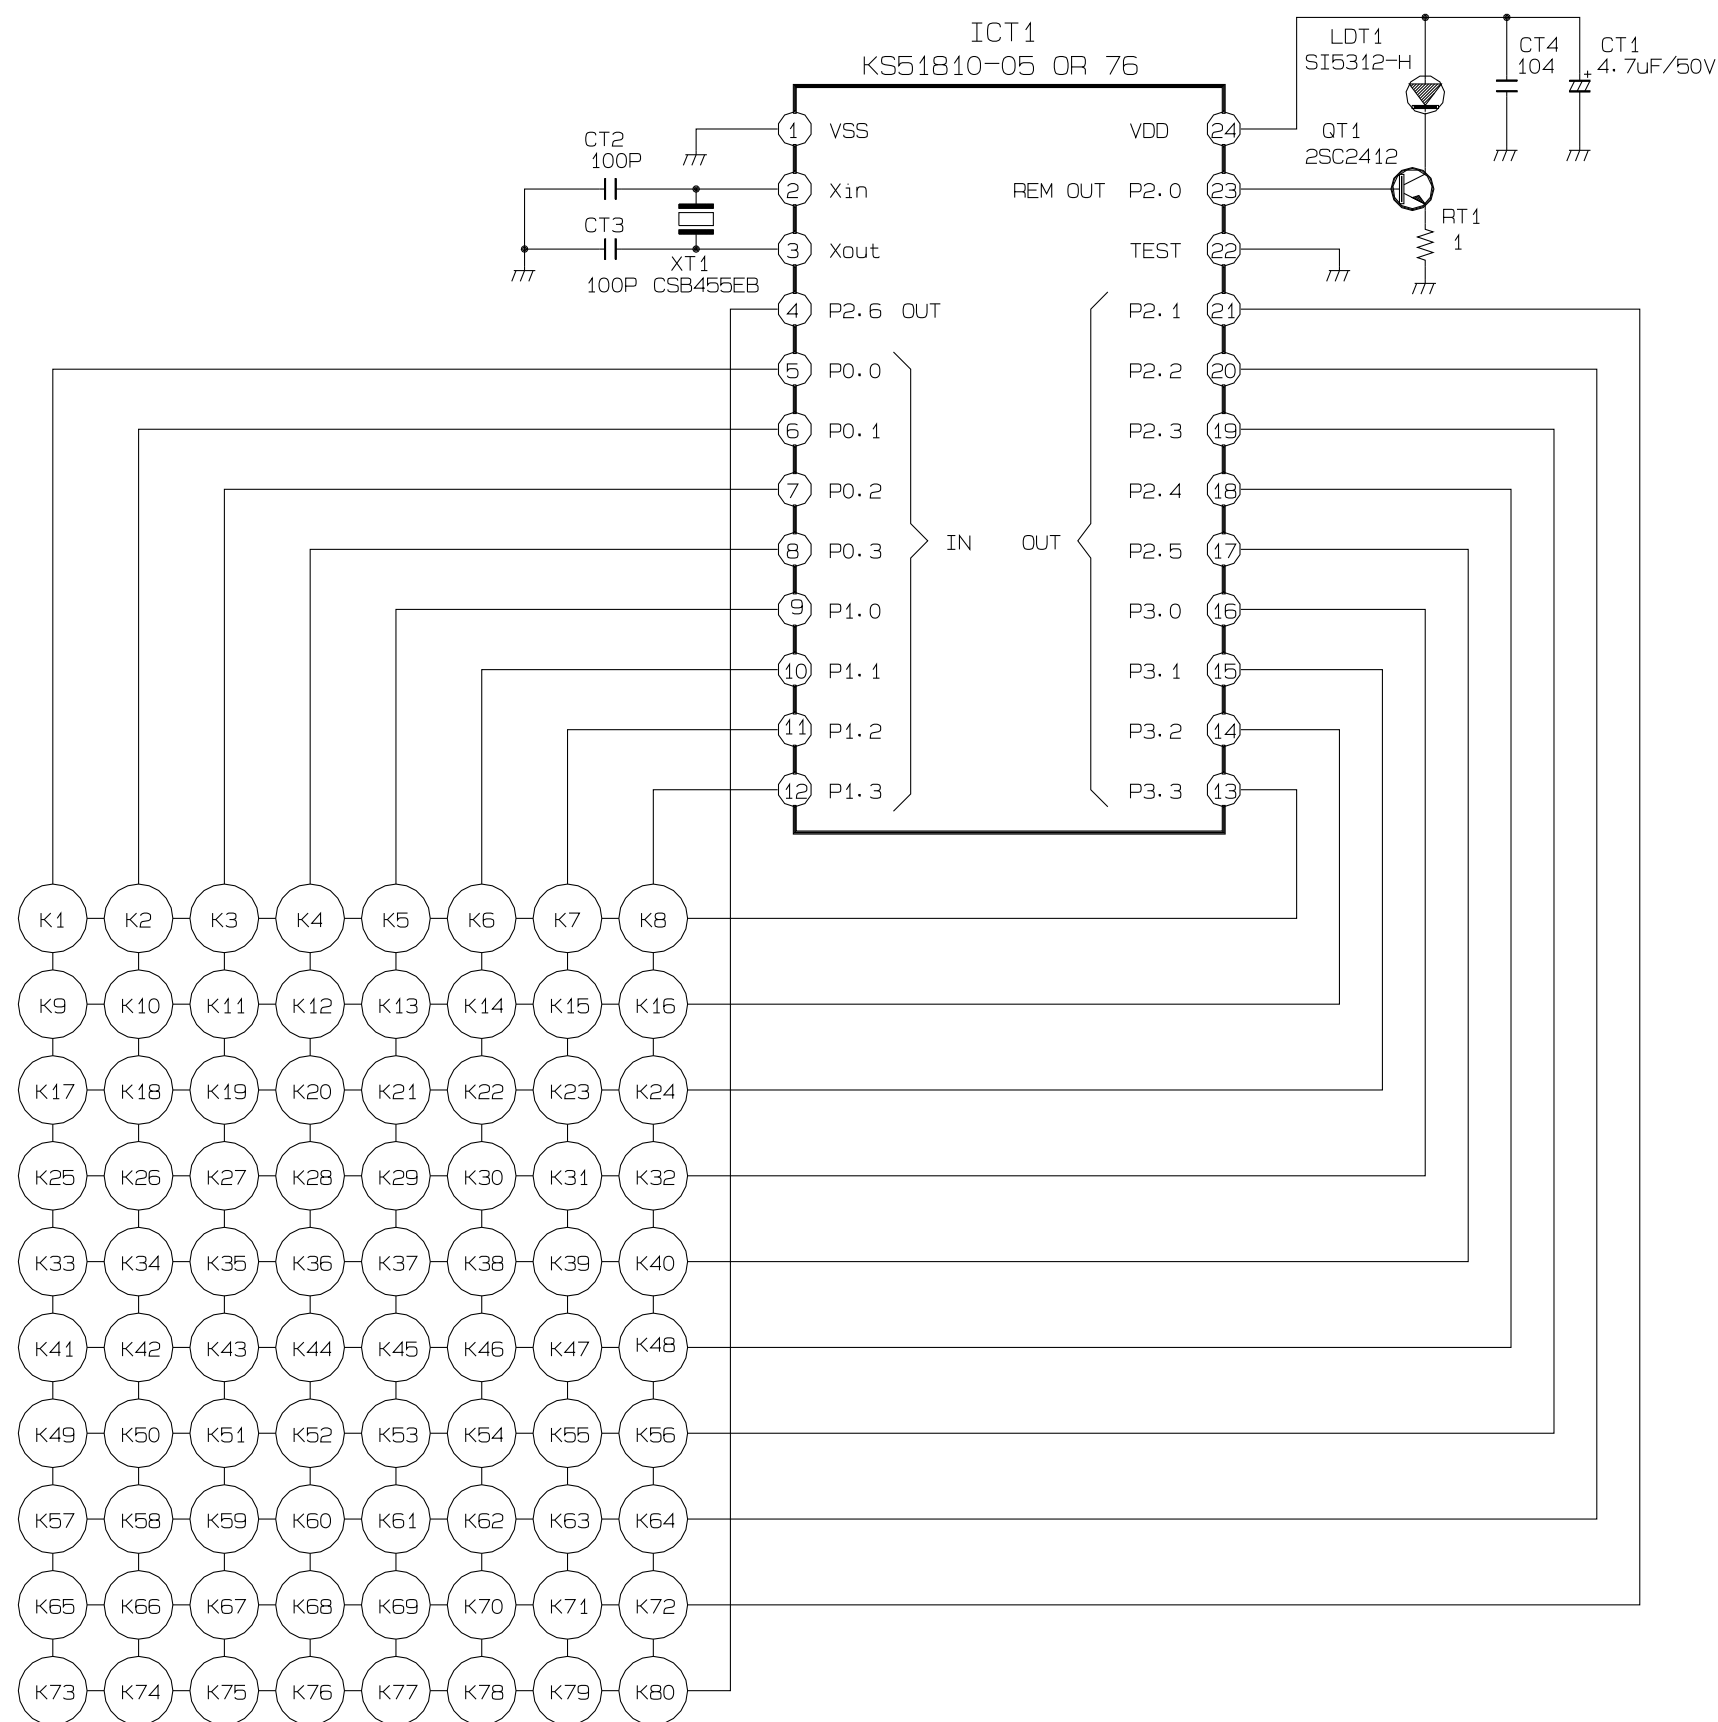 ICT1
KS51810-05 OR 76
LDT1
SI5312-H
CT4
104
CT1
+
4.7uF/50V
1 VSS
VDD 24
CT2
100P
QT1
2SC2412
2 Xin
REM OUT P2.0 23
CT3
100P
XT1
CSB455EB
RT1
1
3 Xout
TEST 22
4 P2.6 OUT
P2.1 21
5 P0.0
P2.2 20
6 P0.1
P2.3 19
7 P0.2
P2.4 18
IN OUT
8 P0.3
P2.5 17
9 P1.0
P3.0 16
10 P1.1
P3.1 15
11 P1.2
P3.2 14
12 P1.3
P3.3 13
K1 K2 K3 K4 K5 K6 K7 K8
K9 K10 K11 K12 K13 K14 K15 K16
K17 K18 K19 K20 K21 K22 K23 K24
K25 K26 K27 K28 K29 K30 K31 K32
K33 K34 K35 K36 K37 K38 K39 K40
K41 K42 K43 K44 K45 K46 K47 K48
K49 K50 K51 K52 K53 K54 K55 K56
K57 K58 K59 K60 K61 K62 K63 K64
K65 K66 K67 K68 K69 K70 K71 K72
K73 K74 K75 K76 K77 K78 K79 K80